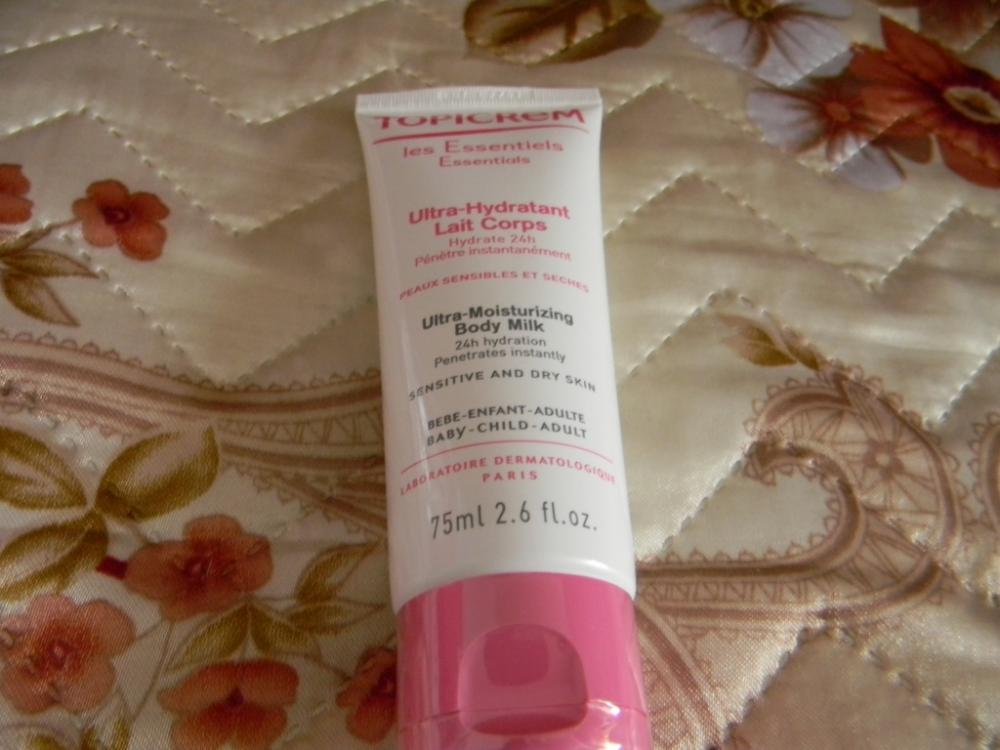 TOPICREM
les Essentiels
Essentials
Ultra-Hydratant
Lait Corps
Hydrate 24h
Pénètre instantanément
PEAUX SENSIBLES ET SECHES
Ultra-Moisturizing
Body Milk
24h hydration
Penetrates instantly
SENSITIVE AND DRY SKIN
BEBE-ENFANT-ADULTE
BABY-CHILD-ADULT
LABORATOIRE DERMATOLOGIQUE
PARIS
75ml 2.6 fl.oz.